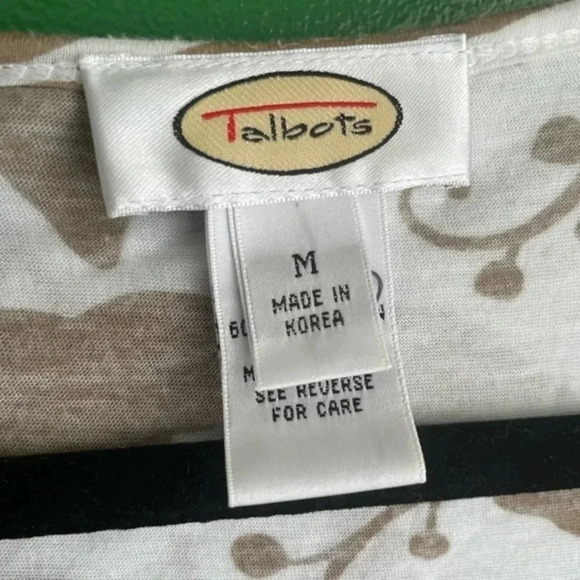 Talbots
M
MADE IN
KOREA
SEE REVERSE
FOR CARE